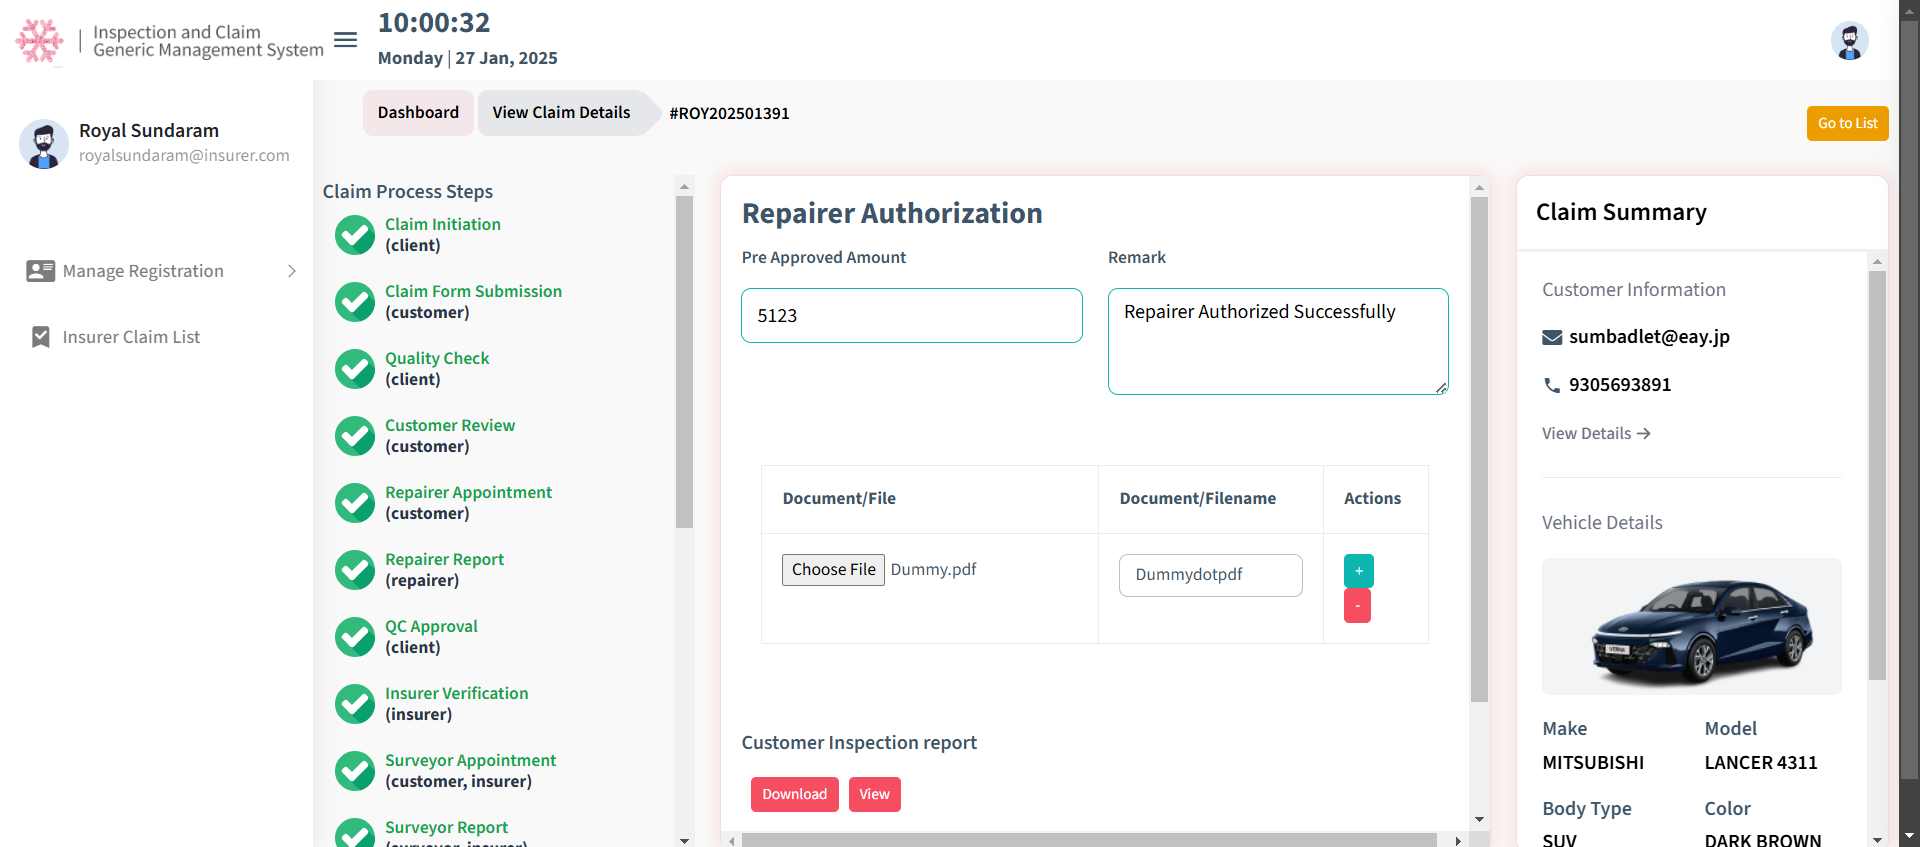 Inspection and Claim
Generic Management System
10:00:32
Monday | 27 Jan, 2025
Royal Sundaram
royalsundaram@insurer.com
Manage Registration
Insurer Claim List
Dashboard
View Claim Details
#ROY202501391
Go to List
Claim Process Steps
Claim Initiation
(client)
Claim Form Submission
(customer)
Quality Check
(client)
Customer Review
(customer)
Repairer Appointment
(customer)
Repairer Report
(repairer)
QC Approval
(client)
Insurer Verification
(insurer)
Surveyor Appointment
(customer, insurer)
Surveyor Report
(surveyor, insurer)
Repairer Authorization
Pre Approved Amount
Remark
5123
Repairer Authorized Successfully
Document/File
Document/Filename
Actions
Choose File Dummy.pdf
Dummydotpdf
+
-
Customer Inspection report
Download
View
Claim Summary
Customer Information
sumbadlet@eay.jp
9305693891
View Details →
Vehicle Details
Make
Model
MITSUBISHI
LANCER 4311
Body Type
Color
SUV
DARK BROWN